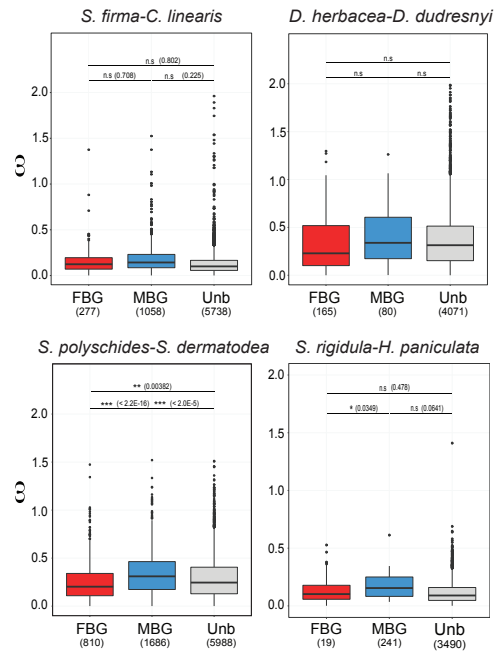 S. firma-C. linaris
D. herbacea-D. dudresnyi
n.s (0.802)
n.s (0.708)
n.s (0.225)
n.s
n.s
n.s
ω
2.0
1.5
1.0
0.5
0.0
2.0
1.5
1.0
0.5
0.0
FBG
MBG
Unb
(277)
(1058)
(5738)
FBG
MBG
Unb
(165)
(80)
(4071)
S. polyschides-S. dermatodea
S. rigidula-H. paniculata
** (0.00382)
*** (< 2.2E-16)
*** (< 2.0E-5)
n.s (0.478)
* (0.0349)
n.s (0.0641)
ω
2.0
1.5
1.0
0.5
0.0
2.0
1.5
1.0
0.5
0.0
FBG
MBG
Unb
(810)
(1686)
(5988)
FBG
MBG
Unb
(19)
(241)
(3490)